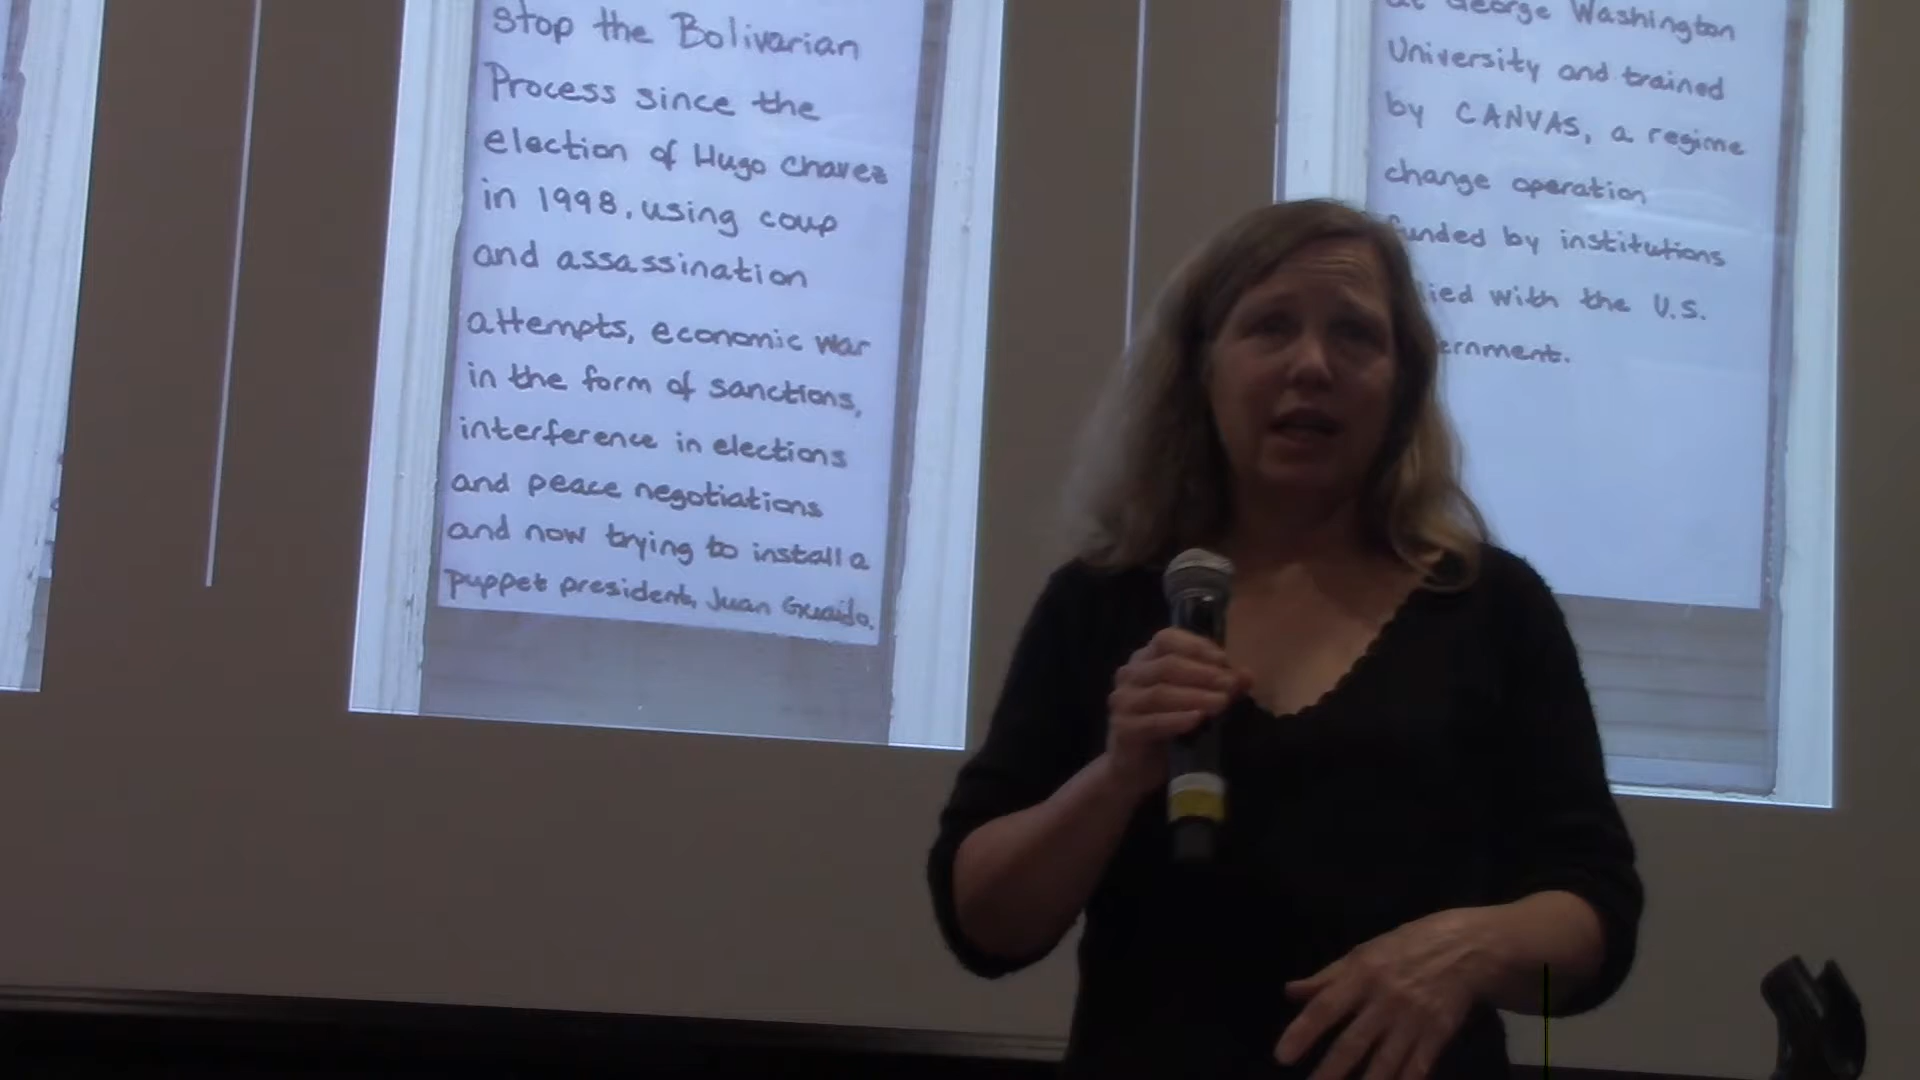 stop the Bolivarian
Process since the
election of Hugo Chavez
in 1998, using coup
and assassination
attempts, economic war
in the form of sanctions,
interference in elections
and peace negotiations
and now trying to install a
puppet president, Juan Guaido.
at George Washington
University and trained
by CANVAS, a regime
change operation
funded by institutions
with the U.S.